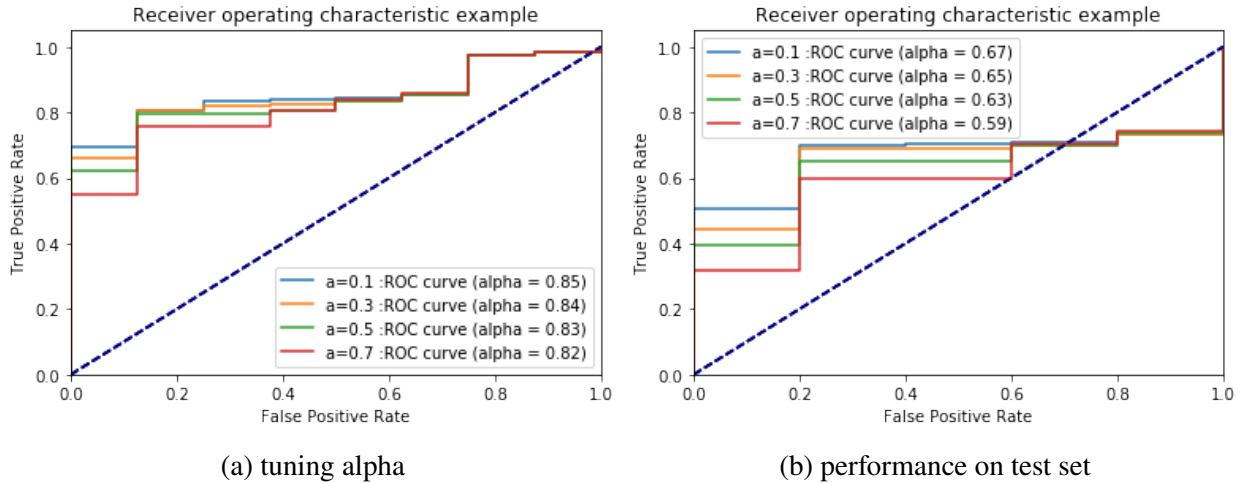 Receiver operating characteristic example
True Positive Rate
1.0
0.8
0.6
0.4
0.2
0.0
a=0.1 :ROC curve (alpha = 0.85)
a=0.3 :ROC curve (alpha = 0.84)
a=0.5 :ROC curve (alpha = 0.83)
a=0.7 :ROC curve (alpha = 0.82)
0.0 0.2 0.4 0.6 0.8 1.0
False Positive Rate
(a) tuning alpha
Receiver operating characteristic example
True Positive Rate
1.0
0.8
0.6
0.4
0.2
0.0
a=0.1 :ROC curve (alpha = 0.67)
a=0.3 :ROC curve (alpha = 0.65)
a=0.5 :ROC curve (alpha = 0.63)
a=0.7 :ROC curve (alpha = 0.59)
0.0 0.2 0.4 0.6 0.8 1.0
False Positive Rate
(b) performance on test set